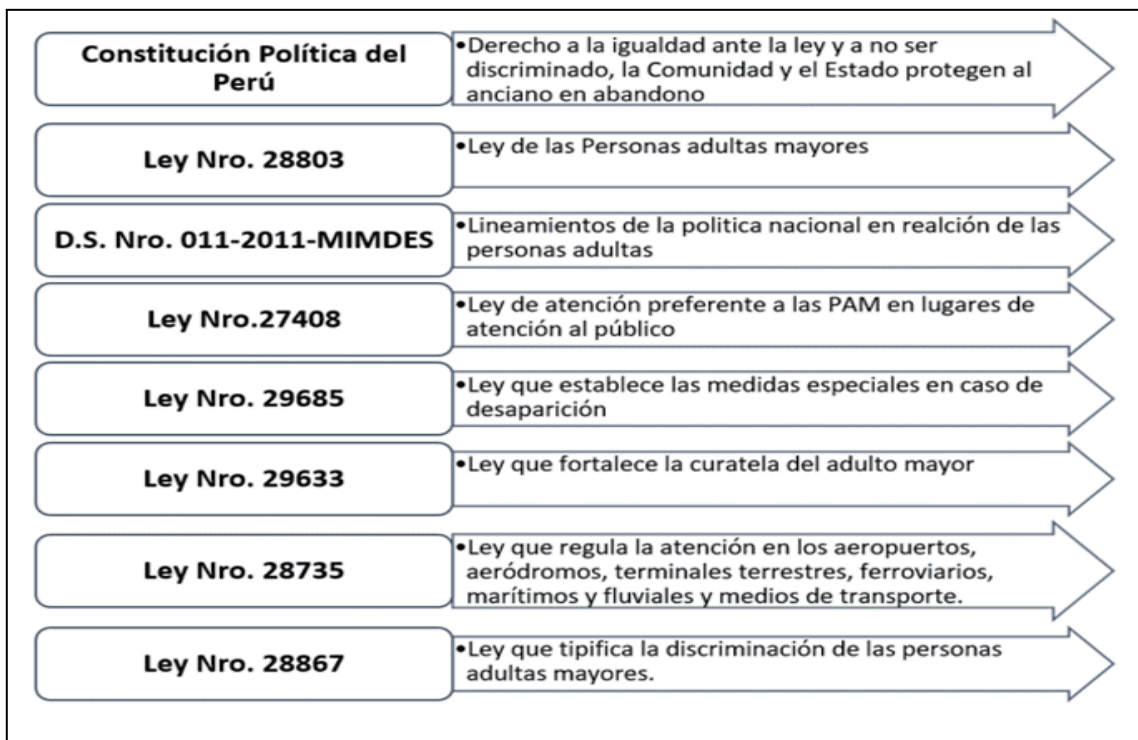 Constitución Política del
Perú
•Derecho a la igualdad ante la ley y a no ser
discriminado, la Comunidad y el Estado protegen al
anciano en abandono
Ley Nro. 28803
•Ley de las Personas adultas mayores
D.S. Nro. 011-2011-MIMDES
•Lineamientos de la politica nacional en realción de las
personas adultas
Ley Nro.27408
•Ley de atención preferente a las PAM en lugares de
atención al público
Ley Nro. 29685
•Ley que establece las medidas especiales en caso de
desaparición
Ley Nro. 29633
•Ley que fortalece la curatela del adulto mayor
Ley Nro. 28735
•Ley que regula la atención en los aeropuertos,
aeródromos, terminales terrestres, ferroviarios,
marítimos y fluviales y medios de transporte.
Ley Nro. 28867
•Ley que tipifica la discriminación de las personas
adultas mayores.